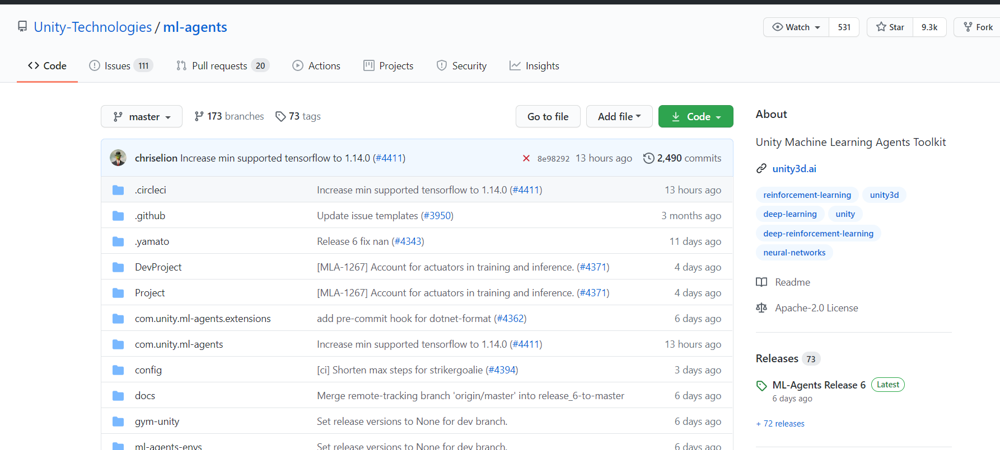 Unity-Technologies / ml-agents
Watch 531 Star 9.3k Fork
Code Issues 111 Pull requests 20 Actions Projects Security Insights
master 173 branches 73 tags Go to file Add file Code
chriselion Increase min supported tensorflow to 1.14.0 (#4411) 8e98292 13 hours ago 2,490 commits
.circleci Increase min supported tensorflow to 1.14.0 (#4411) 13 hours ago
.github Update issue templates (#3950) 3 months ago
.yamato Release 6 fix nan (#4343) 11 days ago
DevProject [MLA-1267] Account for actuators in training and inference. (#4371) 4 days ago
Project [MLA-1267] Account for actuators in training and inference. (#4371) 4 days ago
com.unity.ml-agents.extensions add pre-commit hook for dotnet-format (#4362) 6 days ago
com.unity.ml-agents Increase min supported tensorflow to 1.14.0 (#4411) 13 hours ago
config [ci] Shorten max steps for strikergoalie (#4394) 3 days ago
docs Merge remote-tracking branch 'origin/master' into release_6-to-master 6 days ago
gym-unity Set release versions to None for dev branch. 6 days ago
ml-agents-envs Set release versions to None for dev branch. 6 days ago
About
Unity Machine Learning Agents Toolkit
unity3d.ai
reinforcement-learning unity3d
deep-learning unity
deep-reinforcement-learning
neural-networks
Readme
Apache-2.0 License
Releases 73
ML-Agents Release 6 Latest
6 days ago
+ 72 releases